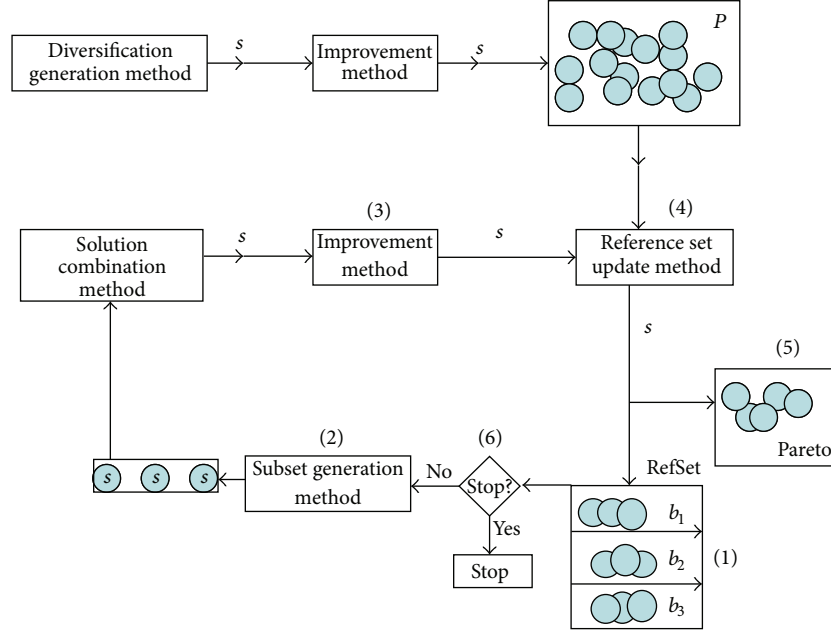 Diversification
generation method
s
Improvement
method
s
P
Solution
combination
method
s
(3)
Improvement
method
s
(4)
Reference set
update method
s
(5)
Pareto
RefSet
b1
b2
b3
(1)
(6)
Stop?
No
Yes
Stop
(2)
Subset generation
method
s s s